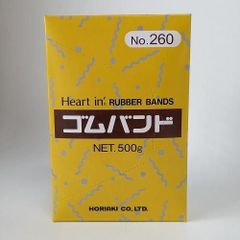 No.260
Heart in' RUBBER BANDS
ゴムバンド
NET.500g
HORIAKI CO.,LTD.